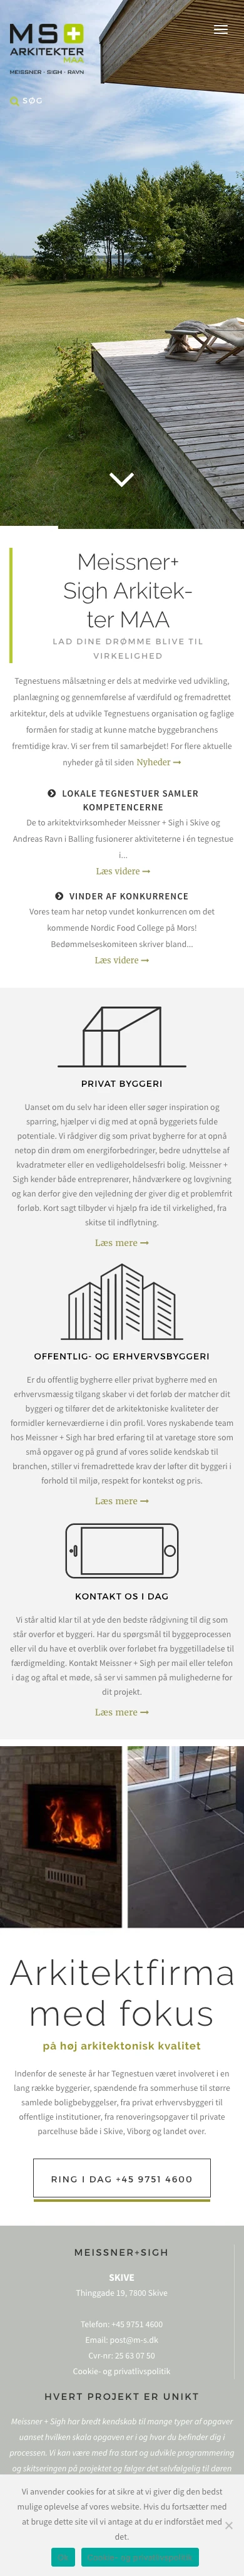 MS+
ARKITEKTER
MAA
MEISSNER · SIGH · RAVN
SØG
Meissner+
Sigh Arkitek-
ter MAA
LAD DINE DRØMME BLIVE TIL
VIRKELIGHED
Tegnestuens målsætning er dels at medvirke ved udvikling,
planlægning og gennemførelse af værdifuld og fremadrettet
arkitektur, dels at udvikle Tegnestuens organisation og faglige
formåen for stadig at kunne matche byggebranchens
fremtidige krav. Vi ser frem til samarbejdet! For flere aktuelle
nyheder gå til siden Nyheder →
LOKALE TEGNESTUER SAMLER
KOMPETENCERNE
De to arkitektvirksomheder Meissner + Sigh i Skive og
Andreas Ravn i Balling fusionerer aktiviteterne i én tegnestue
i...
Læs videre →
VINDER AF KONKURRENCE
Vores team har netop vundet konkurrencen om det
kommende Nordic Food College på Mors!
Bedømmelseskomiteen skriver bland...
Læs videre →
PRIVAT BYGGERI
Uanset om du selv har ideen eller søger inspiration og
sparring, hjælper vi dig med at opnå byggeriets fulde
potentiale. Vi rådgiver dig som privat bygherre for at opnå
netop din drøm om energiforbedringer, bedre udnyttelse af
kvadratmeter eller en vedligeholdelsesfri bolig. Meissner +
Sigh kender både entreprenører, håndværkere og lovgivning
og kan derfor give den vejledning der giver dig et problemfrit
forløb. Kort sagt tilbyder vi hjælp fra ide til virkelighed, fra
skitse til indflytning.
Læs mere →
OFFENTLIG- OG ERHVERVSBYGGERI
Er du offentlig bygherre eller privat bygherre med en
erhvervsmæssig tilgang skaber vi det forløb der matcher dit
byggeri og tilfører det de arkitektoniske kvaliteter der
formidler kerneværdierne i din profil. Vores nyskabende team
hos Meissner + Sigh har bred erfaring til at varetage store som
små opgaver og på grund af vores solide kendskab til
branchen, stiller vi fremadrettede krav der løfter dit byggeri i
forhold til miljø, respekt for kontekst og pris.
Læs mere →
KONTAKT OS I DAG
Vi står altid klar til at yde den bedste rådgivning til dig som
står overfor et byggeri. Har du spørgsmål til byggeprocessen
eller vil du have et overblik over forløbet fra byggetilladelse til
færdigmelding. Kontakt Meissner + Sigh per mail eller telefon
i dag og aftal et møde, så ser vi sammen på mulighederne for
dit projekt.
Læs mere →
Arkitektfirma
med fokus
på høj arkitektonisk kvalitet
Indenfor de seneste år har Tegnestuen været involveret i en
lang række byggerier, spændende fra sommerhuse til større
samlede boligbebyggelser, fra privat erhvervsbyggeri til
offentlige institutioner, fra renoveringsopgaver til private
parcelhuse både i Skive, Viborg og landet over.
RING I DAG +45 9751 4600
MEISSNER+SIGH
SKIVE
Thinggade 19, 7800 Skive
Telefon: +45 9751 4600
Email: post@m-s.dk
Cvr-nr: 25 63 07 50
Cookie- og privatlivspolitik
HVERT PROJEKT ER UNIKT
Meissner + Sigh har bredt kendskab til mange typer af opgaver
uanset hvilken skala opgaven er i og hvor du befinder dig i
processen. Vi kan være med fra start og udvikle programmering
og skitseringen på projektet og følger det selvfølgelig til døren
Vi anvender cookies for at sikre at vi giver dig den bedst
mulige oplevelse af vores website. Hvis du fortsætter med
at bruge dette site vil vi antage at du er indforstået med
det.